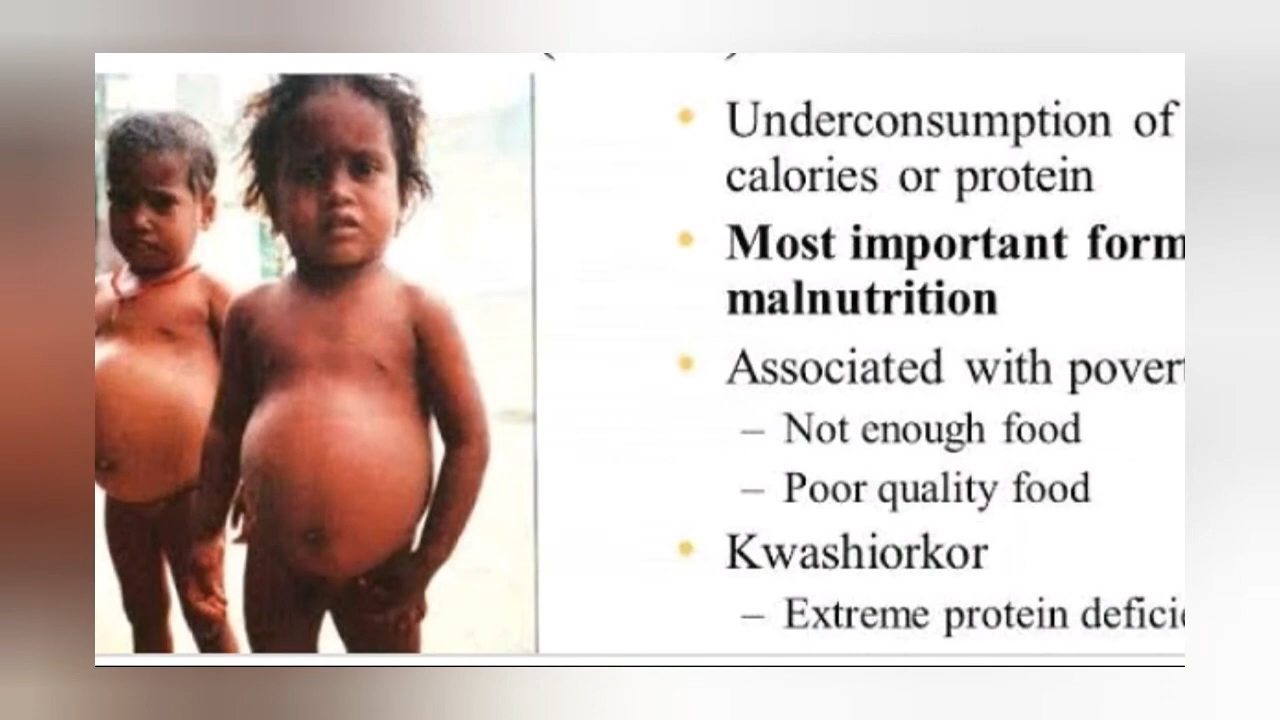 • Underconsumption of
calories or protein
• Most important form
malnutrition
• Associated with povert
– Not enough food
– Poor quality food
• Kwashiorkor
– Extreme protein defici